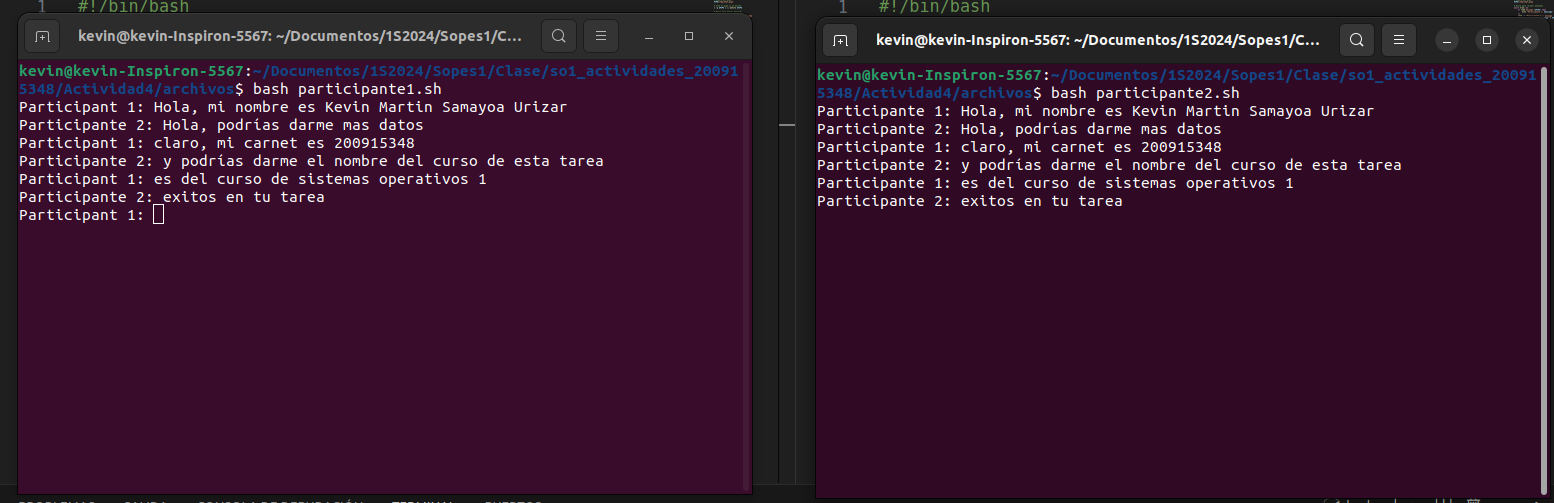 1 #!/bin/bash
kevin@kevin-Inspiron-5567: ~/Documentos/1S2024/Sopes1/C...
kevin@kevin-Inspiron-5567:~/Documentos/1S2024/Sopes1/Clase/so1_actividades_20091
5348/Actividad4/archivos$ bash participante1.sh
Participante 1: Hola, mi nombre es Kevin Martin Samayoa Urizar
Participante 2: Hola, podrías darme mas datos
Participant 1: claro, mi carnet es 200915348
Participante 2: y podrías darme el nombre del curso de esta tarea
Participant 1: es del curso de sistemas operativos 1
Participante 2: exitos en tu tarea
Participant 1:
1 #!/bin/bash
kevin@kevin-Inspiron-5567: ~/Documentos/1S2024/Sopes1/C...
kevin@kevin-Inspiron-5567:~/Documentos/1S2024/Sopes1/Clase/so1_actividades_20091
5348/Actividad4/archivos$ bash participante2.sh
Participante 1: Hola, mi nombre es Kevin Martin Samayoa Urizar
Participante 2: Hola, podrías darme mas datos
Participante 1: claro, mi carnet es 200915348
Participante 2: y podrías darme el nombre del curso de esta tarea
Participante 1: es del curso de sistemas operativos 1
Participante 2: exitos en tu tarea